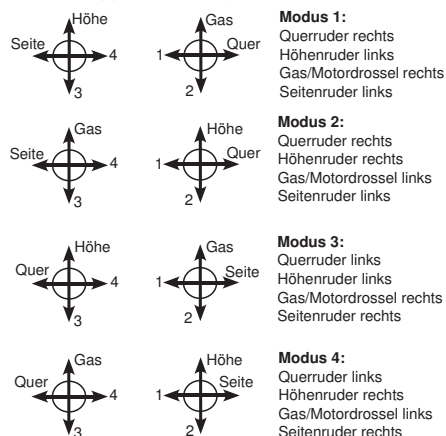 Höhe
Gas
Modus 1:
Seite
4
1
Quer
Querruder rechts
Höhenruder links
3
2
Gas/Motordrossel rechts
Seitenruder links
Gas
Höhe
Modus 2:
Seite
4
1
Quer
Querruder rechts
Höhenruder rechts
3
2
Gas/Motordrossel links
Seitenruder links
Höhe
Gas
Modus 3:
Quer
4
1
Seite
Querruder links
Höhenruder links
3
2
Gas/Motordrossel rechts
Seitenruder rechts
Gas
Höhe
Modus 4:
Quer
4
1
Seite
Querruder links
Höhenruder rechts
3
2
Gas/Motordrossel links
Seitenruder rechts